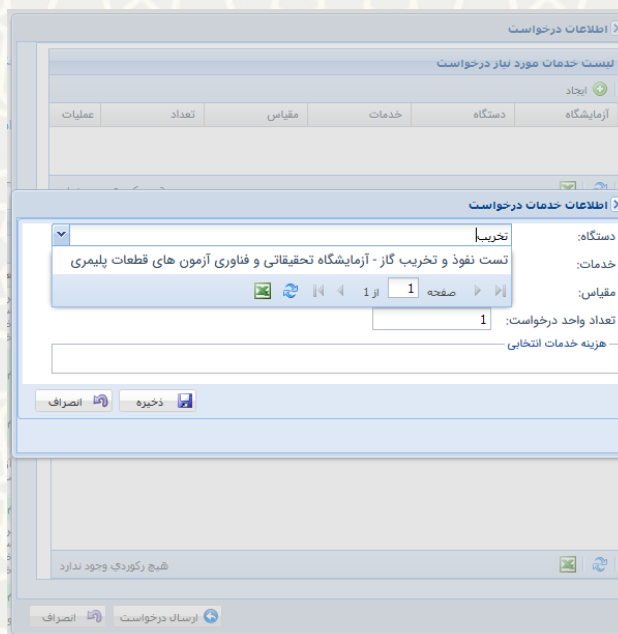 اطلاعات درخواست
لیست خدمات مورد نیاز درخواست
ایجاد
آزمایشگاه دستگاه خدمات مقیاس تعداد عملیات
اطلاعات خدمات درخواست
دستگاه: تخریب
تست نفوذ و تخریب گاز - آزمایشگاه تحقیقاتی و فناوری آزمون های قطعات پلیمری
خدمات:
مقیاس: صفحه 1 از 1
تعداد واحد درخواست: 1
هزینه خدمات انتخابی
ذخیره انصراف
هیچ رکوردي وجود ندارد
ارسال درخواست انصراف